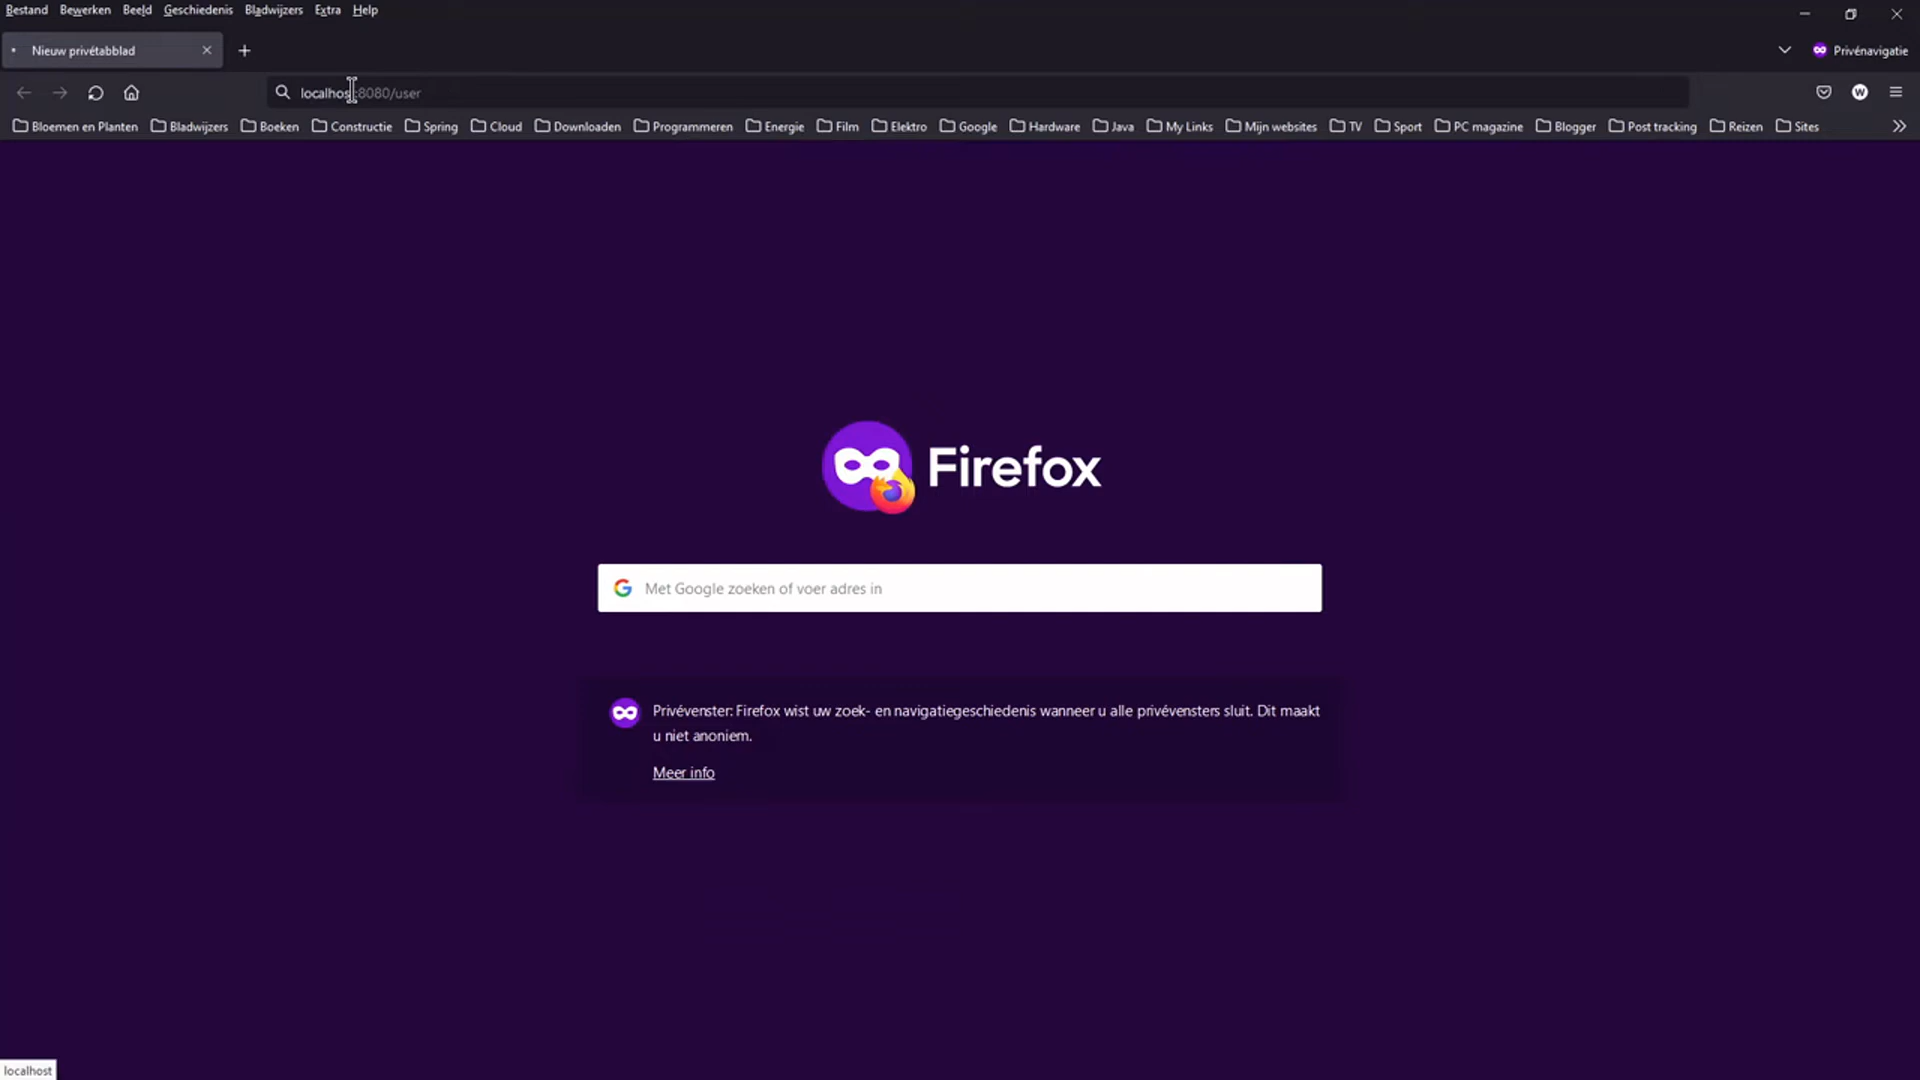 Bestand Bewerken Beeld Geschiedenis Bladwijzers Extra Help
Nieuw privétabblad
Privénavigatie
localhos:8080/user
W
Bloemen en Planten Bladwijzers Boeken Constructie Spring Cloud Downloaden Programmeren Energie Film Elektro Google Hardware Java My Links Mijn websites TV Sport PC magazine Blogger Post tracking Reizen Sites
Firefox
Met Google zoeken of voer adres in
Privévenster: Firefox wist uw zoek- en navigatiegeschiedenis wanneer u alle privévensters sluit. Dit maakt
u niet anoniem.
Meer info
localhost